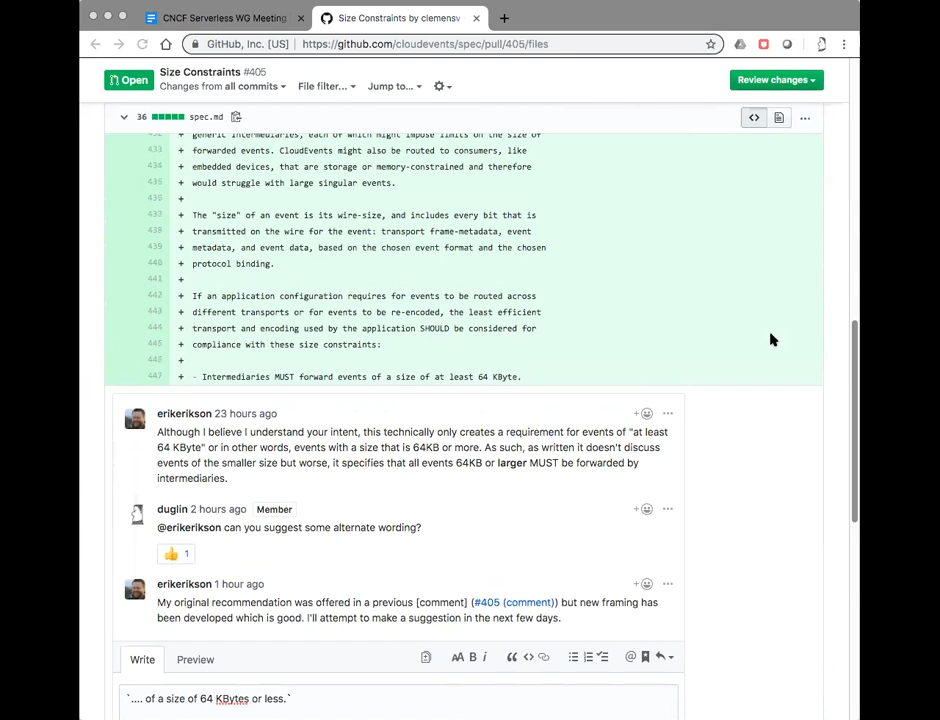 CNCF Serverless WG Meeting
Size Constraints by clemensv
GitHub, Inc. [US]
https://github.com/cloudevents/spec/pull/405/files
Open
Size Constraints #405
Changes from all commits
File filter...
Jump to...
Review changes
36
spec.md
432 generic intermediaries, each of which might impose limits on the size of
433 + forwarded events. CloudEvents might also be routed to consumers, like
434 + embedded devices, that are storage or memory-constrained and therefore
435 + would struggle with large singular events.
436 +
437 + The "size" of an event is its wire-size, and includes every bit that is
438 + transmitted on the wire for the event: transport frame-metadata, event
439 + metadata, and event data, based on the chosen event format and the chosen
440 + protocol binding.
441 +
442 + If an application configuration requires for events to be routed across
443 + different transports or for events to be re-encoded, the least efficient
444 + transport and encoding used by the application SHOULD be considered for
445 + compliance with these size constraints:
446 +
447 + - Intermediaries MUST forward events of a size of at least 64 KByte.
erikerikson 23 hours ago
Although I believe I understand your intent, this technically only creates a requirement for events of "at least
64 KByte" or in other words, events with a size that is 64KB or more. As such, as written it doesn't discuss
events of the smaller size but worse, it specifies that all events 64KB or larger MUST be forwarded by
intermediaries.
duglin 2 hours ago Member
@erikerikson can you suggest some alternate wording?
1
erikerikson 1 hour ago
My original recommendation was offered in a previous [comment] (#405 (comment)) but new framing has
been developed which is good. I'll attempt to make a suggestion in the next few days.
Write
Preview
AA B i
`.... of a size of 64 KBytes or less.`